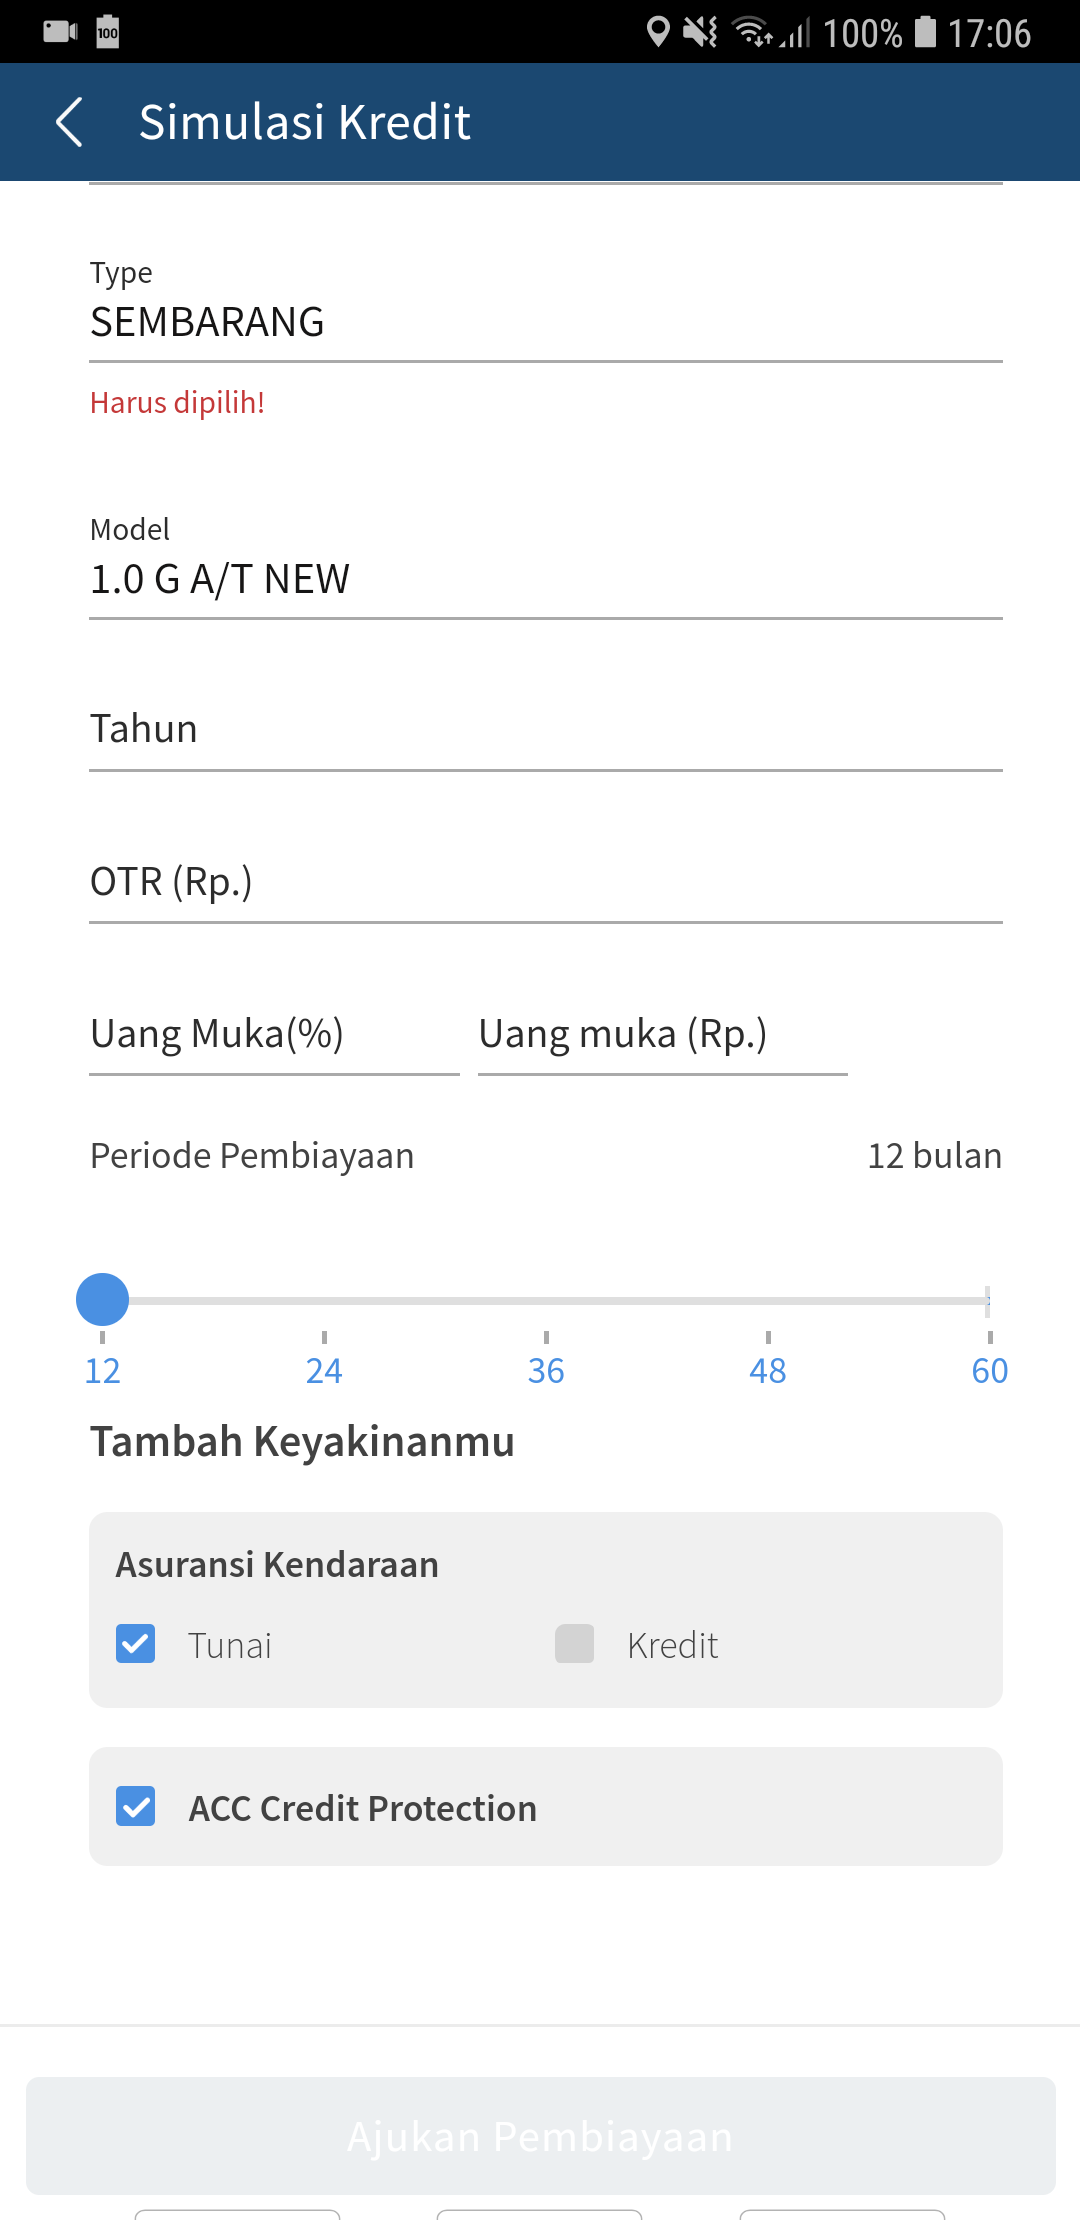 100 100% 17:06
Simulasi Kredit
Type
SEMBARANG
Harus dipilih!
Model
1.0 G A/T NEW
Tahun
OTR (Rp.)
Uang Muka(%) Uang muka (Rp.)
Periode Pembiayaan 12 bulan
12 24 36 48 60
Tambah Keyakinanmu
Asuransi Kendaraan
Tunai Kredit
ACC Credit Protection
Ajukan Pembiayaan